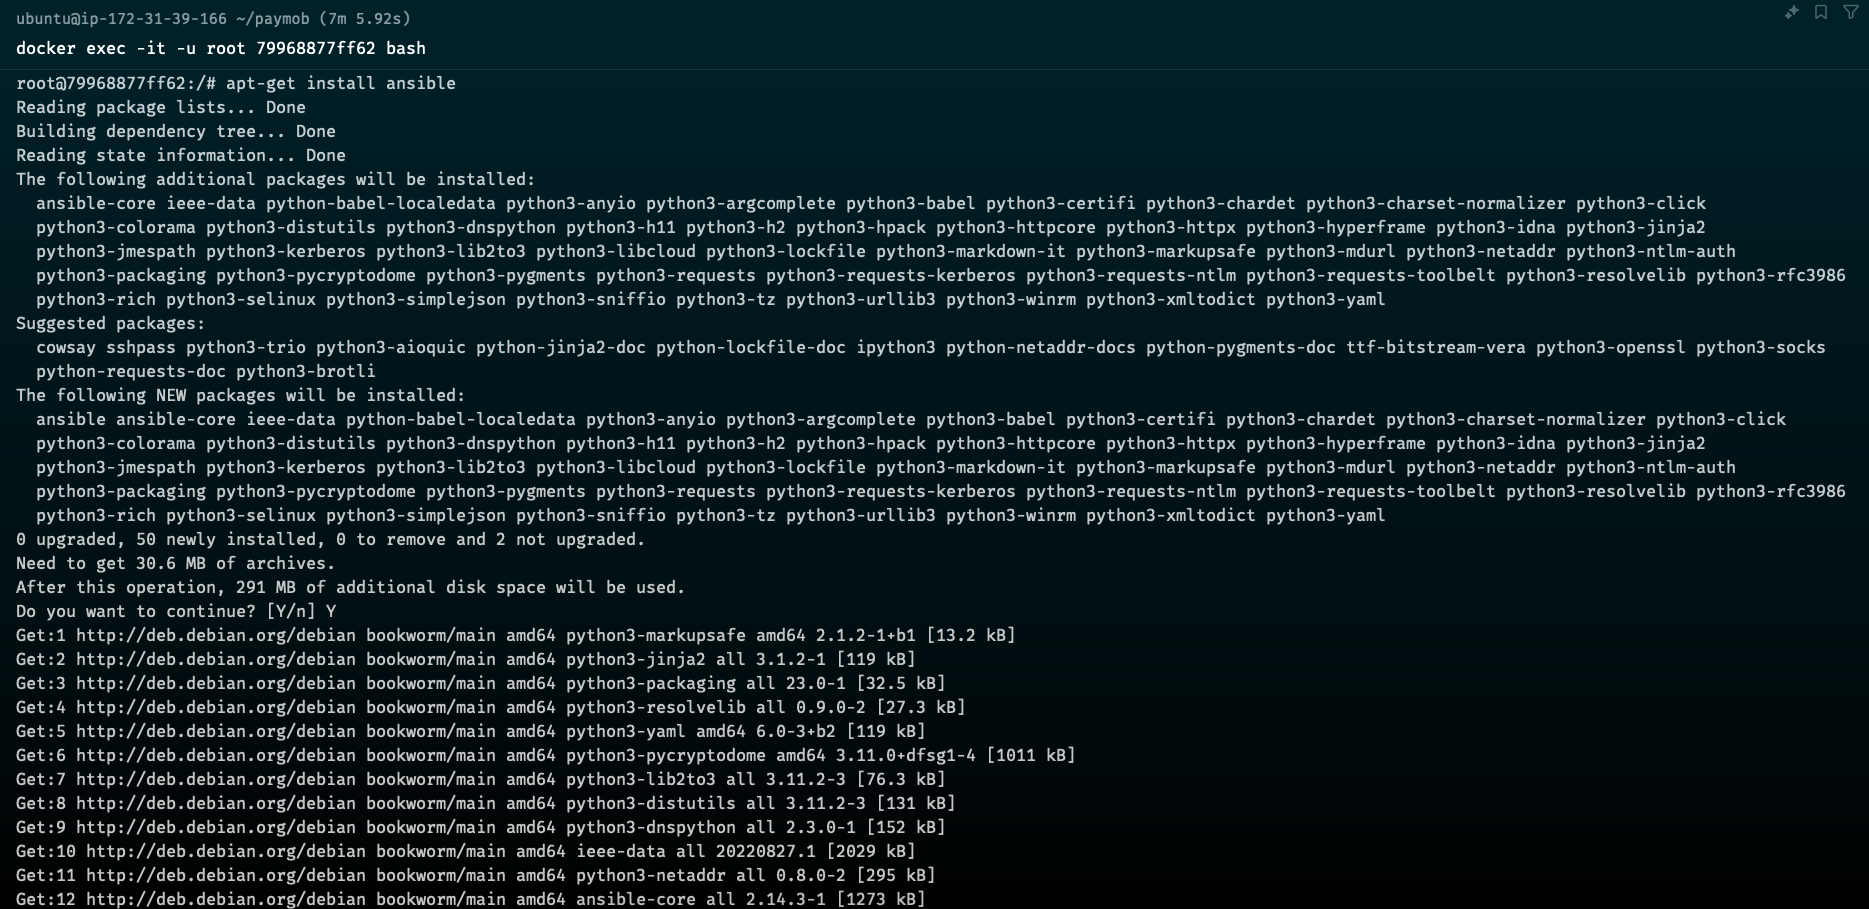 ubuntu@ip-172-31-39-166 ~/paymob (7m 5.92s)
docker exec -it -u root 79968877ff62 bash
root@79968877ff62:/# apt-get install ansible
Reading package lists... Done
Building dependency tree... Done
Reading state information... Done
The following additional packages will be installed:
  ansible-core ieee-data python-babel-localedata python3-anyio python3-argcomplete python3-babel python3-certifi python3-chardet python3-charset-normalizer python3-click
  python3-colorama python3-distutils python3-dnspython python3-h11 python3-h2 python3-hpack python3-httpcore python3-httpx python3-hyperframe python3-idna python3-jinja2
  python3-jmespath python3-kerberos python3-lib2to3 python3-libcloud python3-lockfile python3-markdown-it python3-markupsafe python3-mdurl python3-netaddr python3-ntlm-auth
  python3-packaging python3-pycryptodome python3-pygments python3-requests python3-requests-kerberos python3-requests-ntlm python3-requests-toolbelt python3-resolvelib python3-rfc3986
  python3-rich python3-selinux python3-simplejson python3-sniffio python3-tz python3-urllib3 python3-winrm python3-xmltodict python3-yaml
Suggested packages:
  cowsay sshpass python3-trio python3-aioquic python-jinja2-doc python-lockfile-doc ipython3 python-netaddr-docs python-pygments-doc ttf-bitstream-vera python3-openssl python3-socks
  python-requests-doc python3-brotli
The following NEW packages will be installed:
  ansible ansible-core ieee-data python-babel-localedata python3-anyio python3-argcomplete python3-babel python3-certifi python3-chardet python3-charset-normalizer python3-click
  python3-colorama python3-distutils python3-dnspython python3-h11 python3-h2 python3-hpack python3-httpcore python3-httpx python3-hyperframe python3-idna python3-jinja2
  python3-jmespath python3-kerberos python3-lib2to3 python3-libcloud python3-lockfile python3-markdown-it python3-markupsafe python3-mdurl python3-netaddr python3-ntlm-auth
  python3-packaging python3-pycryptodome python3-pygments python3-requests python3-requests-kerberos python3-requests-ntlm python3-requests-toolbelt python3-resolvelib python3-rfc3986
  python3-rich python3-selinux python3-simplejson python3-sniffio python3-tz python3-urllib3 python3-winrm python3-xmltodict python3-yaml
0 upgraded, 50 newly installed, 0 to remove and 2 not upgraded.
Need to get 30.6 MB of archives.
After this operation, 291 MB of additional disk space will be used.
Do you want to continue? [Y/n] Y
Get:1 http://deb.debian.org/debian bookworm/main amd64 python3-markupsafe amd64 2.1.2-1+b1 [13.2 kB]
Get:2 http://deb.debian.org/debian bookworm/main amd64 python3-jinja2 all 3.1.2-1 [119 kB]
Get:3 http://deb.debian.org/debian bookworm/main amd64 python3-packaging all 23.0-1 [32.5 kB]
Get:4 http://deb.debian.org/debian bookworm/main amd64 python3-resolvelib all 0.9.0-2 [27.3 kB]
Get:5 http://deb.debian.org/debian bookworm/main amd64 python3-yaml amd64 6.0-3+b2 [119 kB]
Get:6 http://deb.debian.org/debian bookworm/main amd64 python3-pycryptodome amd64 3.11.0+dfsg1-4 [1011 kB]
Get:7 http://deb.debian.org/debian bookworm/main amd64 python3-lib2to3 all 3.11.2-3 [76.3 kB]
Get:8 http://deb.debian.org/debian bookworm/main amd64 python3-distutils all 3.11.2-3 [131 kB]
Get:9 http://deb.debian.org/debian bookworm/main amd64 python3-dnspython all 2.3.0-1 [152 kB]
Get:10 http://deb.debian.org/debian bookworm/main amd64 ieee-data all 20220827.1 [2029 kB]
Get:11 http://deb.debian.org/debian bookworm/main amd64 python3-netaddr all 0.8.0-2 [295 kB]
Get:12 http://deb.debian.org/debian bookworm/main amd64 ansible-core all 2.14.3-1 [1273 kB]